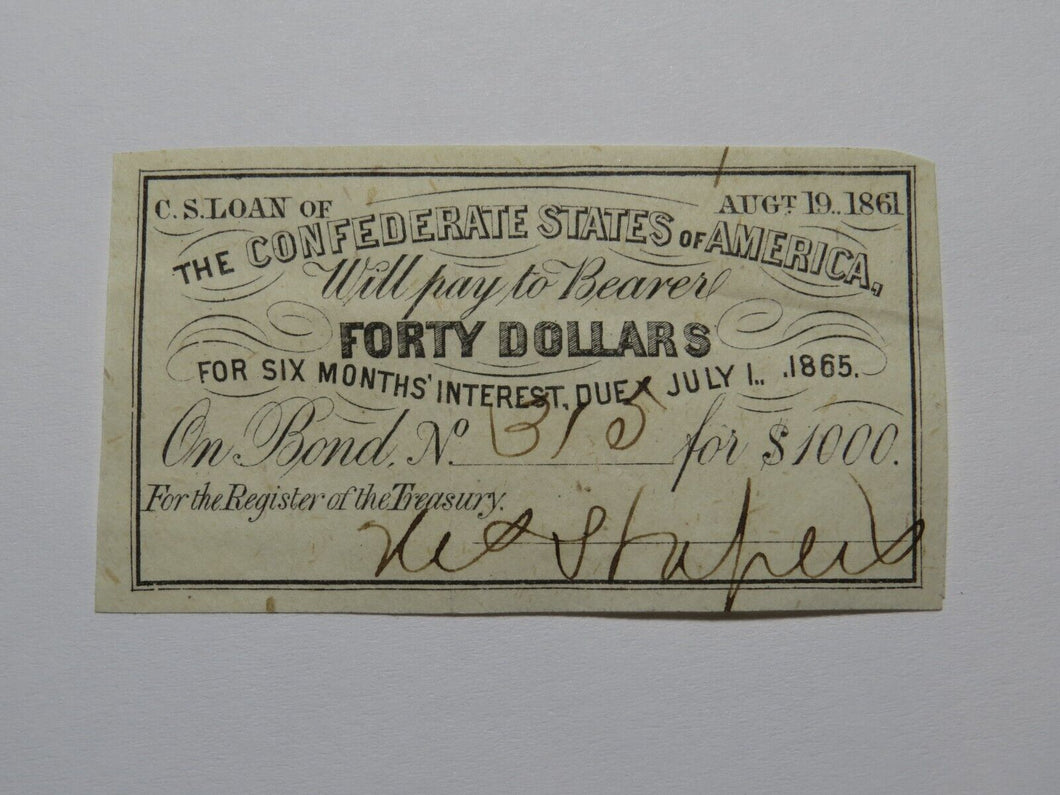 C. S. LOAN OF AUGT 19.. 1861
THE CONFEDERATE STATES OF AMERICA,
Will pay to Bearer
FORTY DOLLARS
FOR SIX MONTHS' INTEREST, DUE JULY 1.. .1865.
On Bond, No. 315 for $1000.
For the Register of the Treasury.